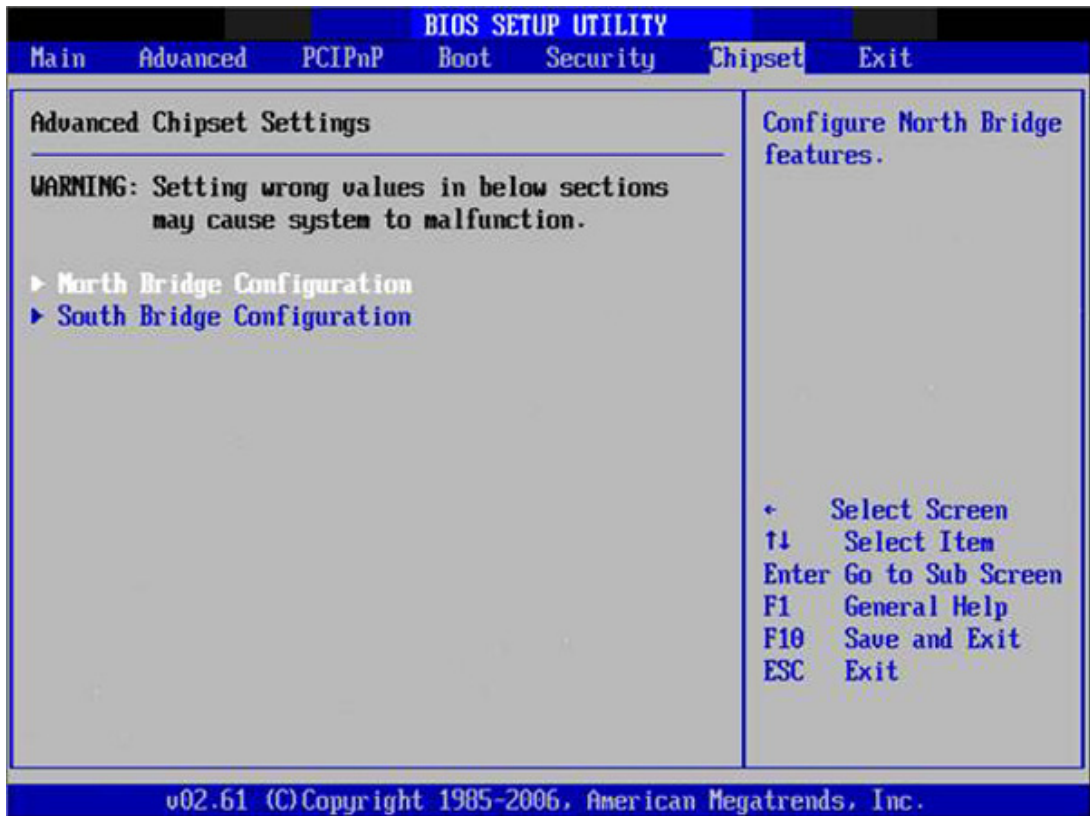 BIOS SETUP UTILITY
Main Advanced PCIPnP Boot Security Chipset Exit
Advanced Chipset Settings
WARNING: Setting wrong values in below sections
may cause system to malfunction.
▶ North Bridge Configuration
▶ South Bridge Configuration
Configure North Bridge
features.
← Select Screen
↑↓ Select Item
Enter Go to Sub Screen
F1 General Help
F10 Save and Exit
ESC Exit
v02.61 (C)Copyright 1985-2006, American Megatrends, Inc.